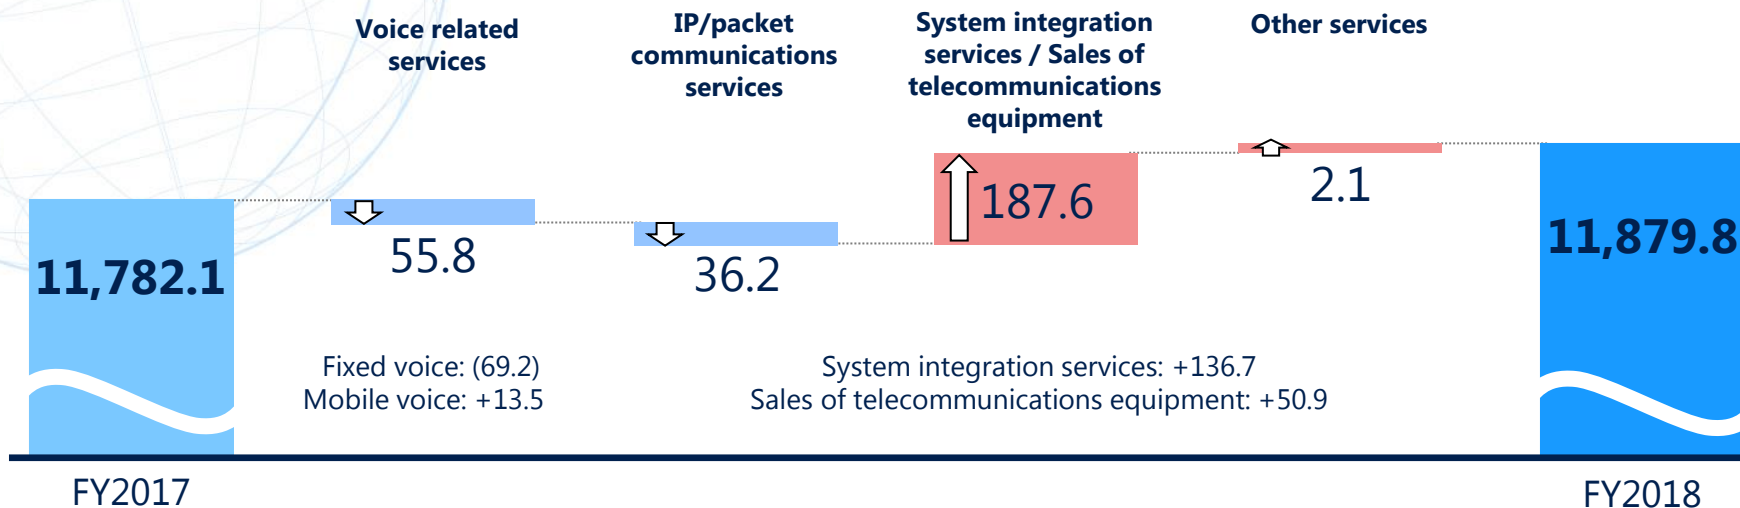 Voice related
services
IP/packet
communications
services
System integration
services / Sales of
telecommunications
equipment
Other services
11,782.1
55.8
36.2
187.6
2.1
11,879.8
Fixed voice: (69.2)
Mobile voice: +13.5
System integration services: +136.7
Sales of telecommunications equipment: +50.9
FY2017
FY2018